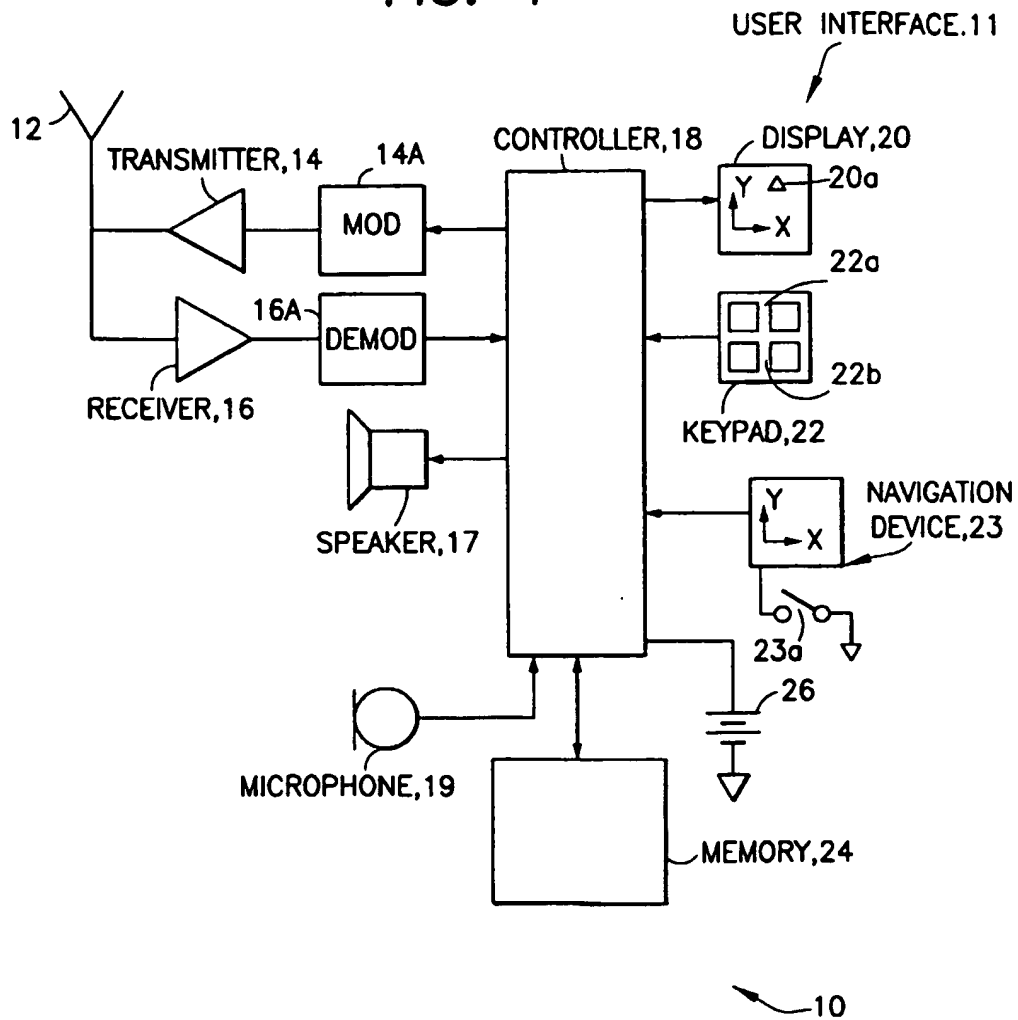 USER INTERFACE.11
12
TRANSMITTER,14
14A
MOD
CONTROLLER,18
DISPLAY,20
Y
20a
X
22a
16A
DEMOD
RECEIVER,16
22b
KEYPAD,22
SPEAKER,17
Y
X
NAVIGATION
DEVICE,23
23a
26
MICROPHONE,19
MEMORY,24
10